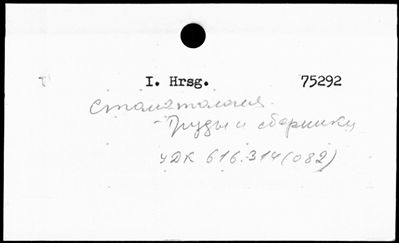 I. Hrsg. 75292
Стоматология.
- Труды и сборники
УДК 616.314(082)